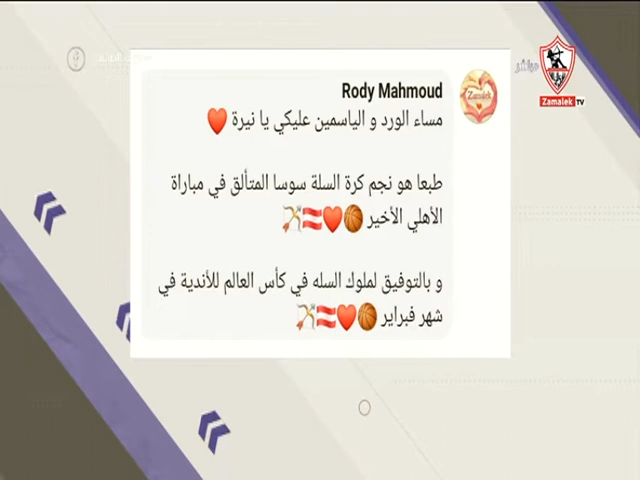 مباشر
Zamalek TV
Rody Mahmoud
مساء الورد و الياسمين عليكي يا نيرة ❤️
طبعا هو نجم كرة السلة سوسا المتألق في مباراة
الأهلي الأخير 🏀❤️🇦🇹🏹
و بالتوفيق لملوك السله في كأس العالم للأندية في
شهر فبراير 🏀❤️🇦🇹🏹